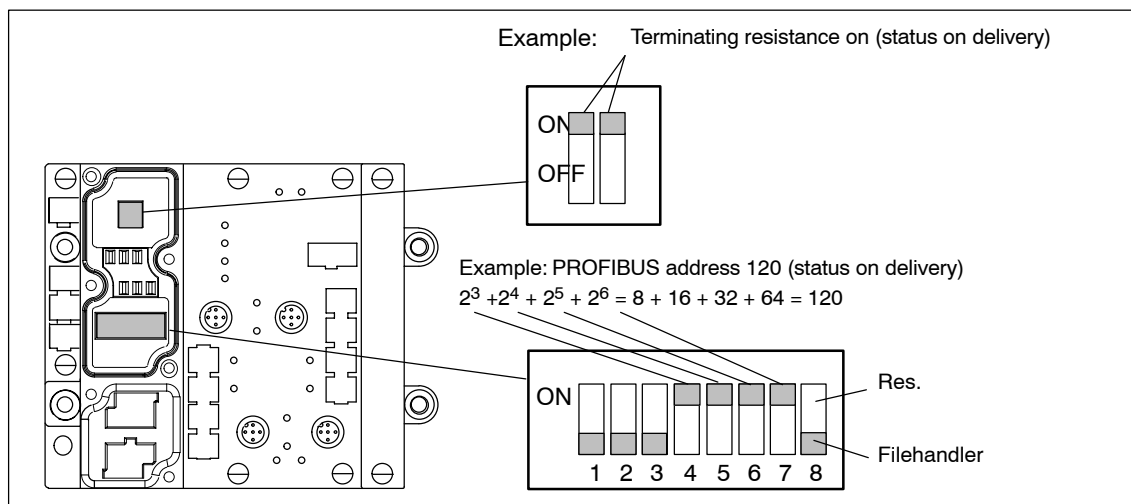 Example: Terminating resistance on (status on delivery)
ON
OFF
Example: PROFIBUS address 120 (status on delivery)
2³ +2⁴ + 2⁵ + 2⁶ = 8 + 16 + 32 + 64 = 120
ON
Res.
Filehandler
1 2 3 4 5 6 7 8